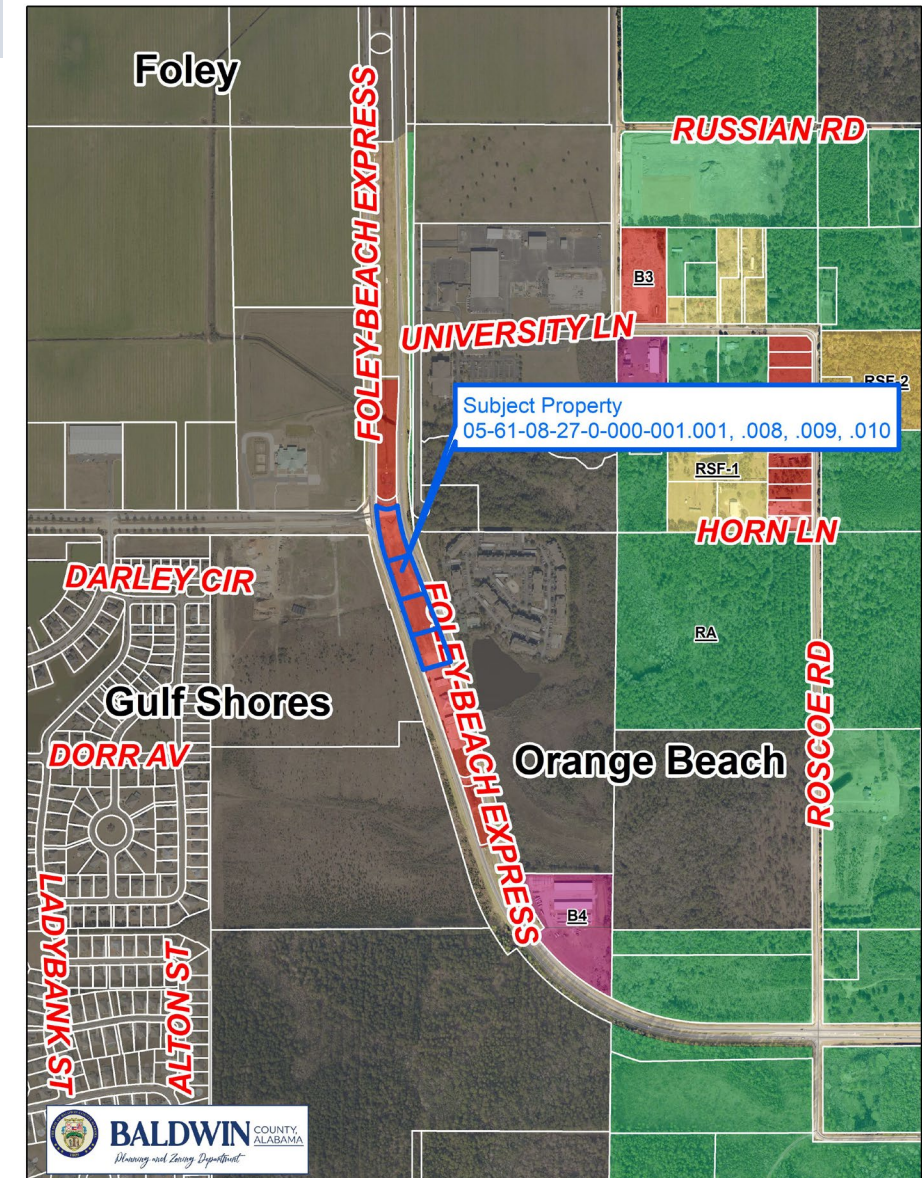 Foley
FOLEY-BEACH EXPRESS
RUSSIAN RD
B3
UNIVERSITY LN
RSF-2
Subject Property
05-61-08-27-0-000-001.001, .008, .009, .010
RSF-1
HORN LN
DARLEY CIR
FOLEY-BEACH EXPRESS
RA
Gulf Shores
ROSCOE RD
DORR AV
Orange Beach
B4
LADYBANK ST
ALTON ST
BALDWIN COUNTY, ALABAMA
Planning and Zoning Department